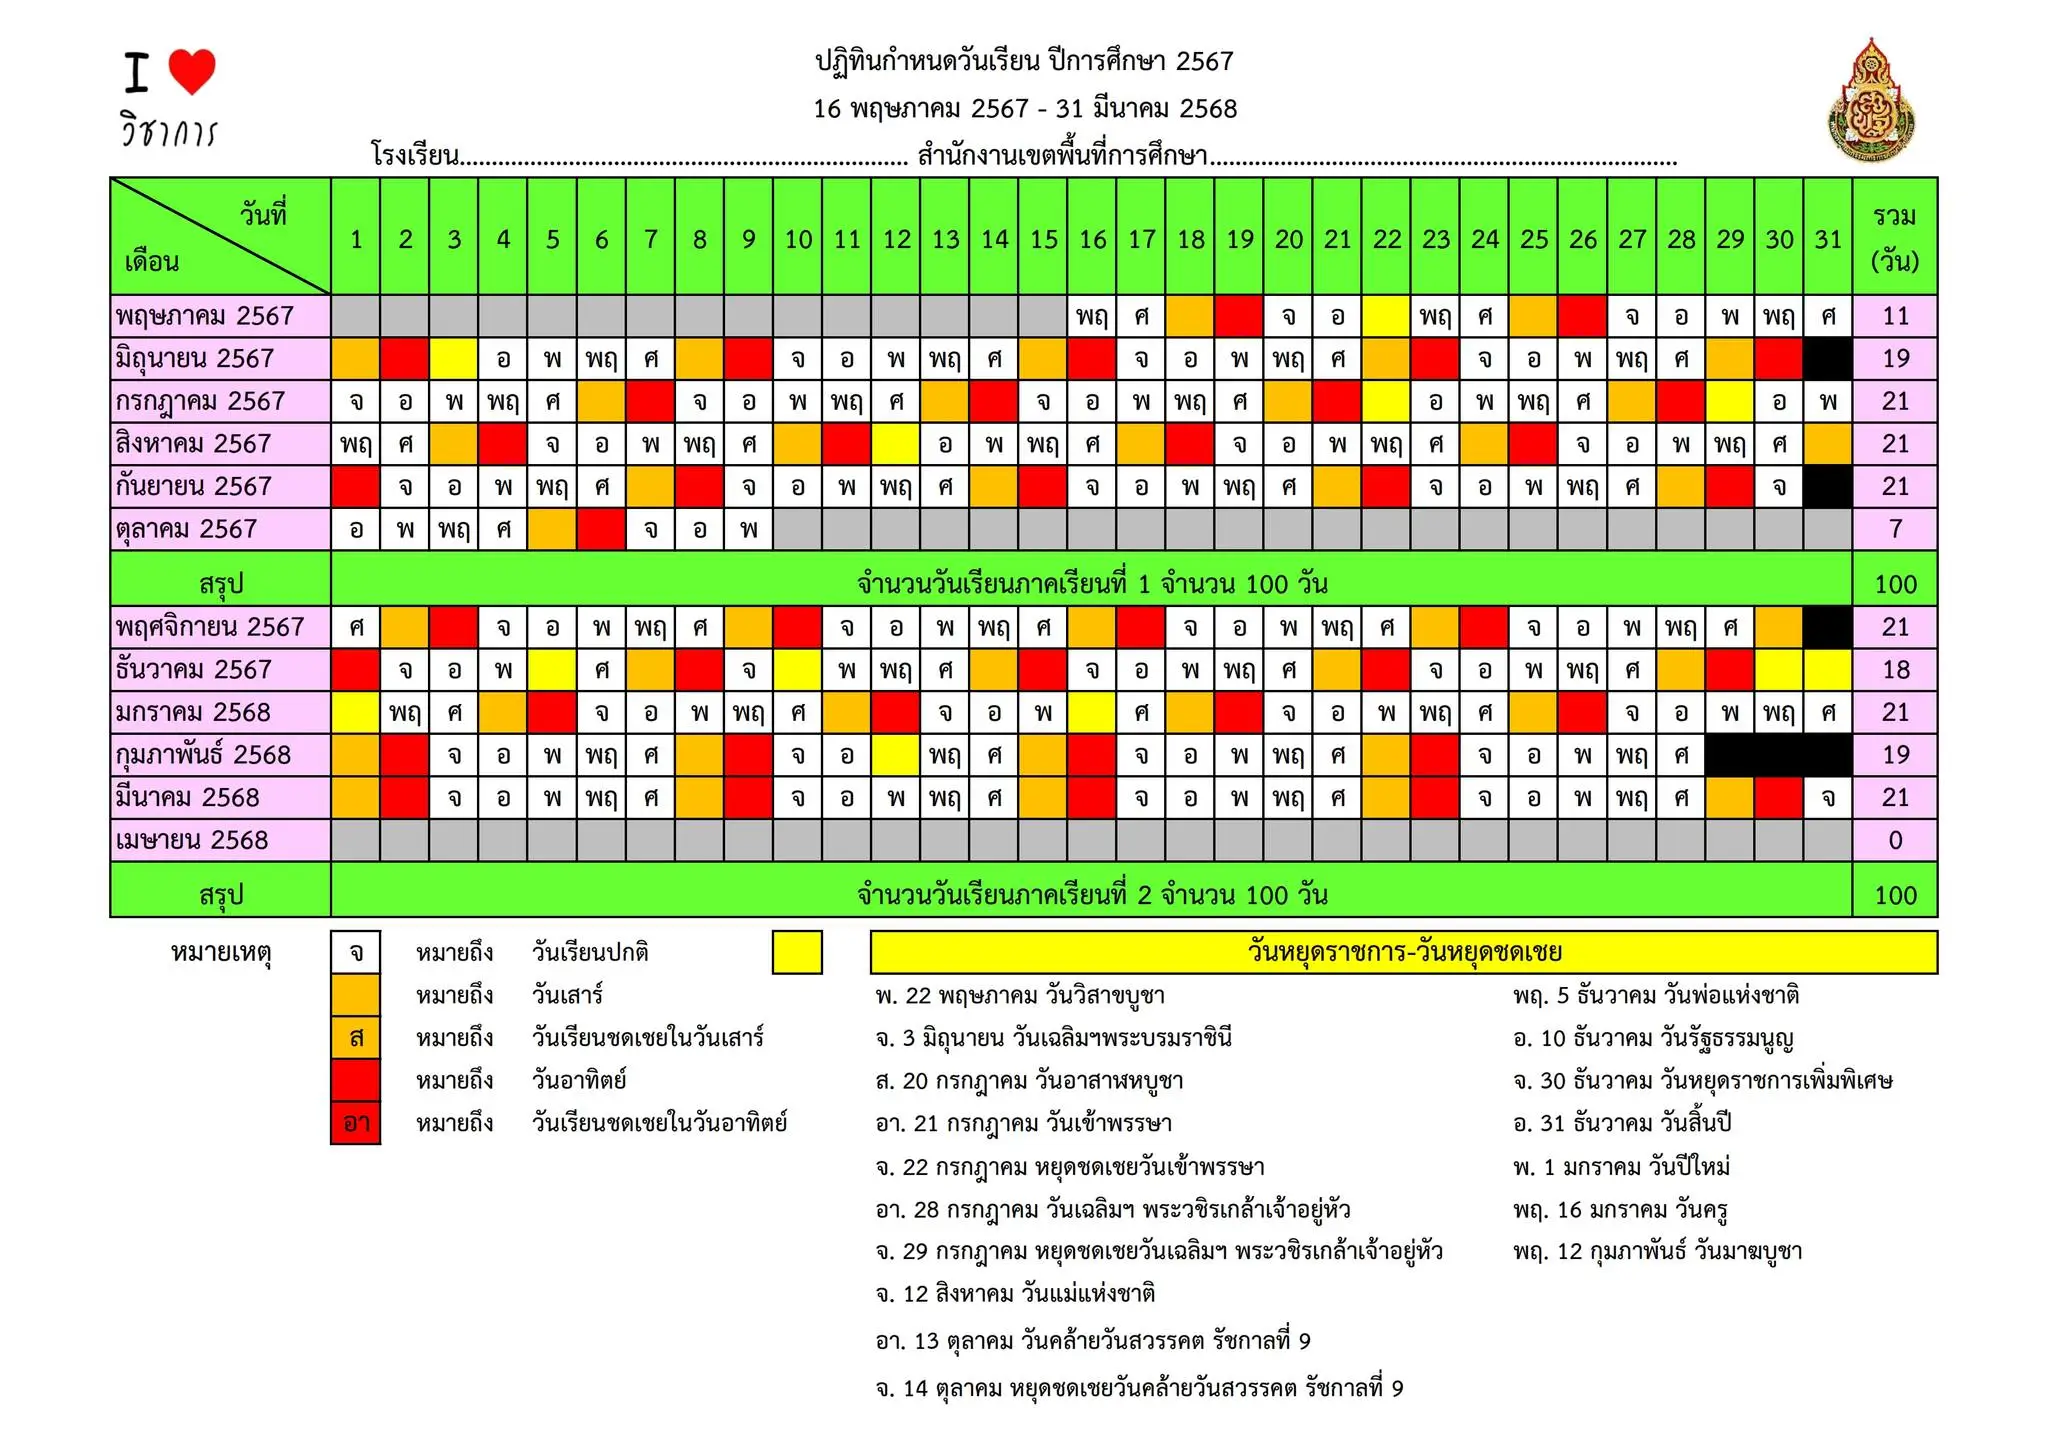 I ❤ วิชาการ
ปฏิทินกำหนดวันเรียน ปีการศึกษา 2567
16 พฤษภาคม 2567 - 31 มีนาคม 2568
โรงเรียน...................................................................... สำนักงานเขตพื้นที่การศึกษา.........................................................................
วันที่ เดือน 1 2 3 4 5 6 7 8 9 10 11 12 13 14 15 16 17 18 19 20 21 22 23 24 25 26 27 28 29 30 31 รวม (วัน)
พฤษภาคม 2567 พฤ ศ จ อ พฤ ศ จ อ พ พฤ ศ 11
มิถุนายน 2567 อ พ พฤ ศ จ อ พ พฤ ศ จ อ พ พฤ ศ จ อ พ พฤ ศ 19
กรกฎาคม 2567 จ อ พ พฤ ศ จ อ พ พฤ ศ จ อ พ พฤ ศ อ พ พฤ ศ อ พ 21
สิงหาคม 2567 พฤ ศ จ อ พ พฤ ศ อ พ พฤ ศ จ อ พ พฤ ศ จ อ พ พฤ ศ 21
กันยายน 2567 จ อ พ พฤ ศ จ อ พ พฤ ศ จ อ พ พฤ ศ จ อ พ พฤ ศ จ 21
ตุลาคม 2567 อ พ พฤ ศ จ อ พ 7
สรุป จำนวนวันเรียนภาคเรียนที่ 1 จำนวน 100 วัน 100
พฤศจิกายน 2567 ศ จ อ พ พฤ ศ จ อ พ พฤ ศ จ อ พ พฤ ศ จ อ พ พฤ ศ 21
ธันวาคม 2567 จ อ พ ศ จ พ พฤ ศ จ อ พ พฤ ศ จ อ พ พฤ ศ 18
มกราคม 2568 พฤ ศ จ อ พ พฤ ศ จ อ พ ศ จ อ พ พฤ ศ จ อ พ พฤ ศ 21
กุมภาพันธ์ 2568 จ อ พ พฤ ศ จ อ พฤ ศ จ อ พ พฤ ศ จ อ พ พฤ ศ 19
มีนาคม 2568 จ อ พ พฤ ศ จ อ พ พฤ ศ จ อ พ พฤ ศ จ อ พ พฤ ศ จ 21
เมษายน 2568 0
สรุป จำนวนวันเรียนภาคเรียนที่ 2 จำนวน 100 วัน 100
หมายเหตุ จ หมายถึง วันเรียนปกติ วันหยุดราชการ-วันหยุดชดเชย
หมายถึง วันเสาร์ พ. 22 พฤษภาคม วันวิสาขบูชา พฤ. 5 ธันวาคม วันพ่อแห่งชาติ
ส หมายถึง วันเรียนชดเชยในวันเสาร์ จ. 3 มิถุนายน วันเฉลิมฯพระบรมราชินี อ. 10 ธันวาคม วันรัฐธรรมนูญ
หมายถึง วันอาทิตย์ ส. 20 กรกฎาคม วันอาสาฬหบูชา จ. 30 ธันวาคม วันหยุดราชการเพิ่มพิเศษ
อา หมายถึง วันเรียนชดเชยในวันอาทิตย์ อา. 21 กรกฎาคม วันเข้าพรรษา อ. 31 ธันวาคม วันสิ้นปี
จ. 22 กรกฎาคม หยุดชดเชยวันเข้าพรรษา พ. 1 มกราคม วันปีใหม่
อา. 28 กรกฎาคม วันเฉลิมฯ พระวชิรเกล้าเจ้าอยู่หัว พฤ. 16 มกราคม วันครู
จ. 29 กรกฎาคม หยุดชดเชยวันเฉลิมฯ พระวชิรเกล้าเจ้าอยู่หัว พฤ. 12 กุมภาพันธ์ วันมาฆบูชา
จ. 12 สิงหาคม วันแม่แห่งชาติ
อา. 13 ตุลาคม วันคล้ายวันสวรรคต รัชกาลที่ 9
จ. 14 ตุลาคม หยุดชดเชยวันคล้ายวันสวรรคต รัชกาลที่ 9